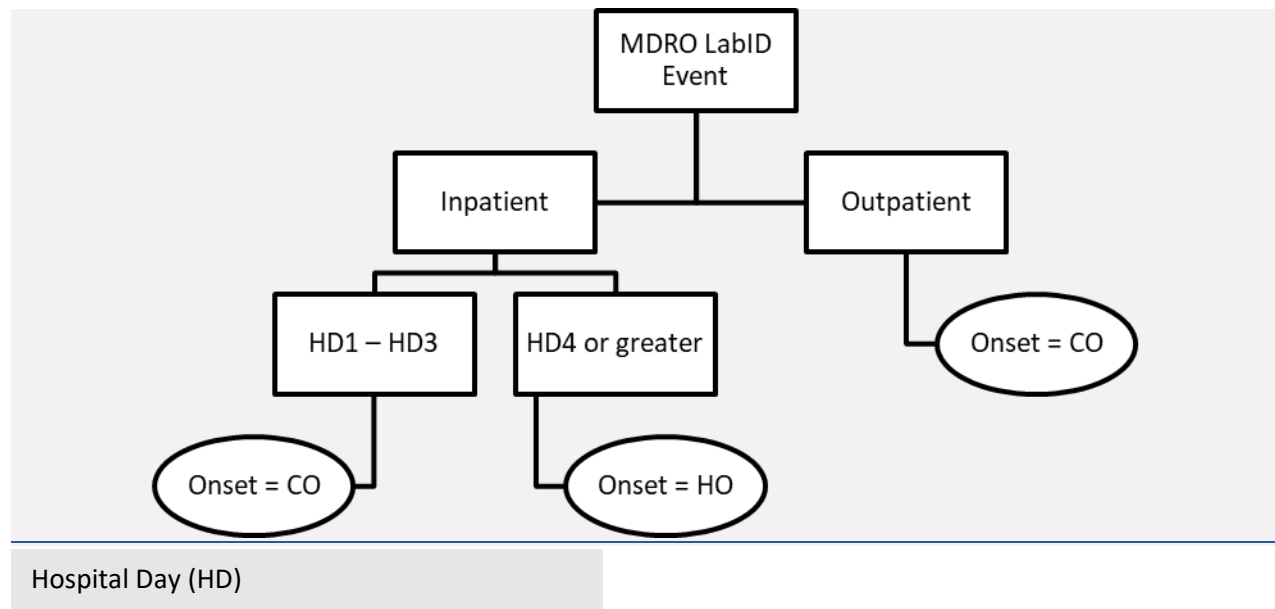 MDRO LabID
Event
Inpatient
Outpatient
HD1 – HD3
HD4 or greater
Onset = CO
Onset = CO
Onset = HO
Hospital Day (HD)